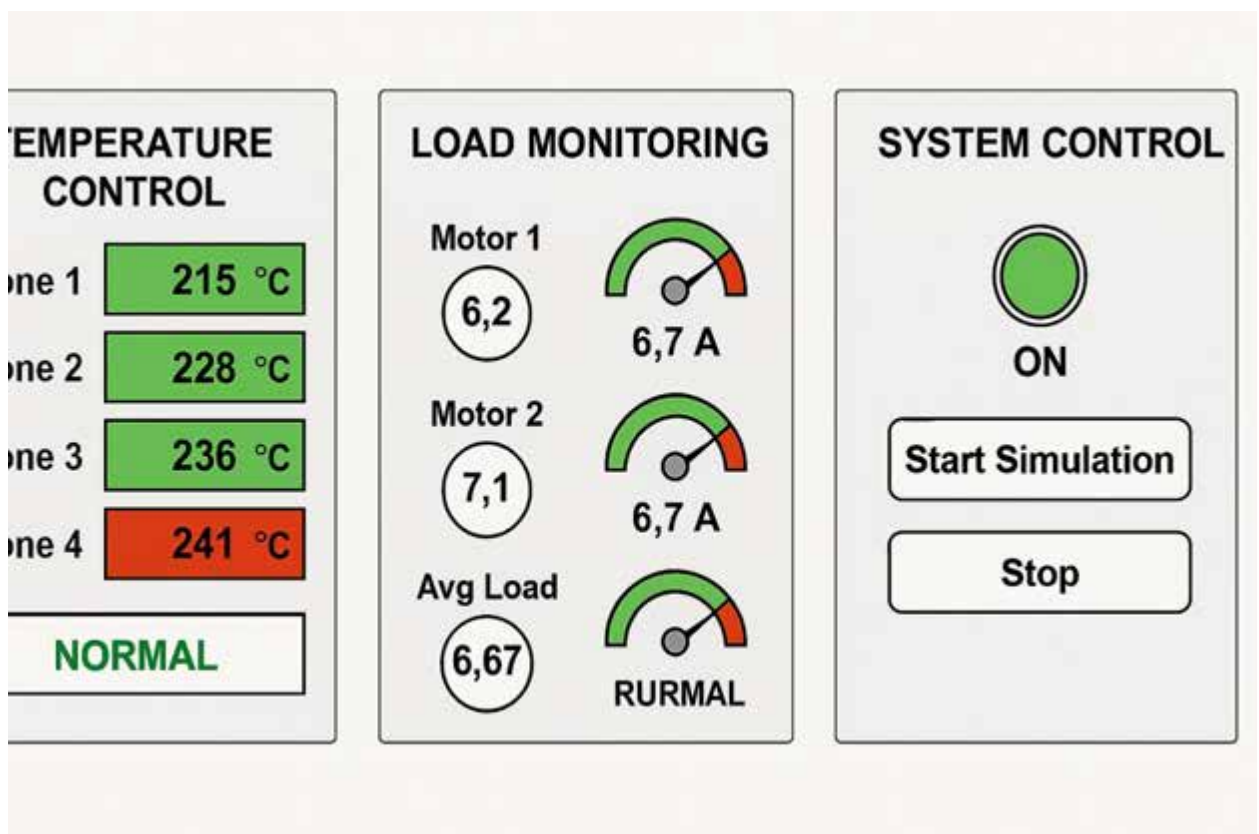 TEMPERATURE
CONTROL
one 1 215 °C
one 2 228 °C
one 3 236 °C
one 4 241 °C
NORMAL
LOAD MONITORING
Motor 1
6,2
6,7 A
Motor 2
7,1
6,7 A
Avg Load
6,67
RURMAL
SYSTEM CONTROL
ON
Start Simulation
Stop